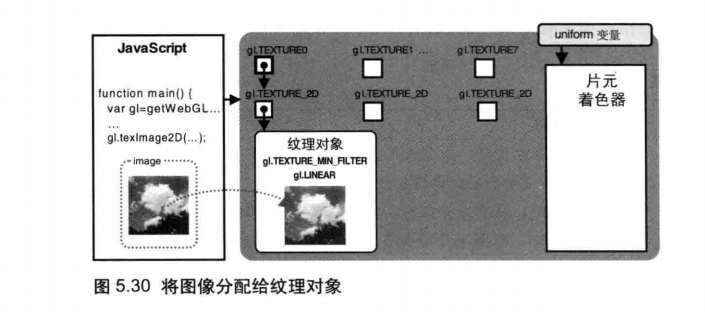 JavaScript
function main() {
var gl=getWebGL...
...
gl.texImage2D(...);
image
gl.TEXTURE0
gl.TEXTURE1 ...
gl.TEXTURE7
gl.TEXTURE_2D
gl.TEXTURE_2D
gl.TEXTURE_2D
纹理对象
gl.TEXTURE_MIN_FILTER
gl.LINEAR
uniform 变量
片元
着色器
图 5.30 将图像分配给纹理对象